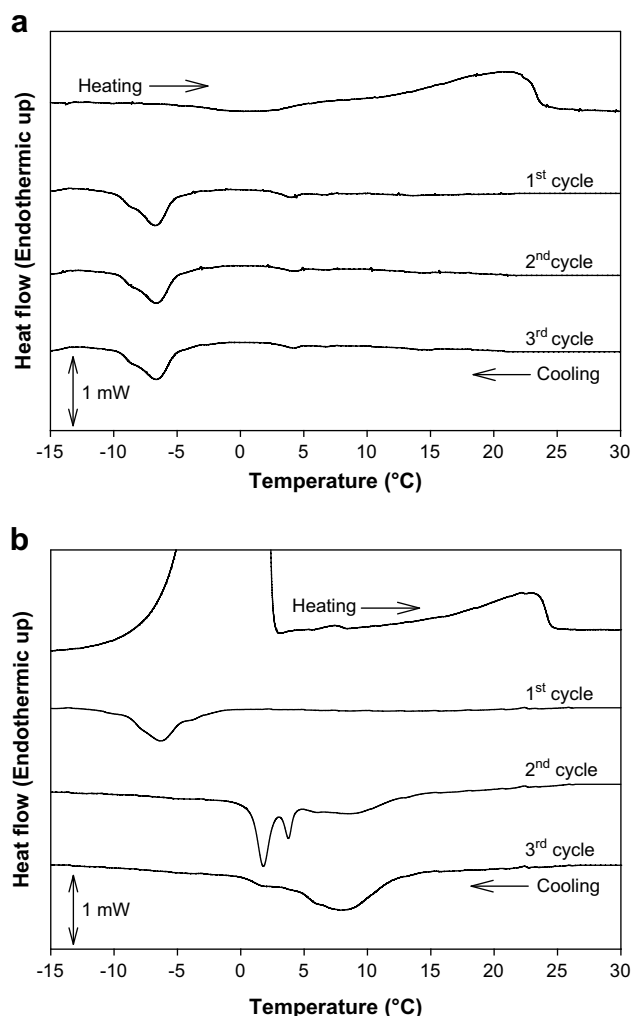 a
Heat flow (Endothermic up)
Heating
1st cycle
2nd cycle
3rd cycle
Cooling
1 mW
-15 -10 -5 0 5 10 15 20 25 30
Temperature (°C)
b
Heat flow (Endothermic up)
Heating
1st cycle
2nd cycle
3rd cycle
Cooling
1 mW
-15 -10 -5 0 5 10 15 20 25 30
Temperature (°C)